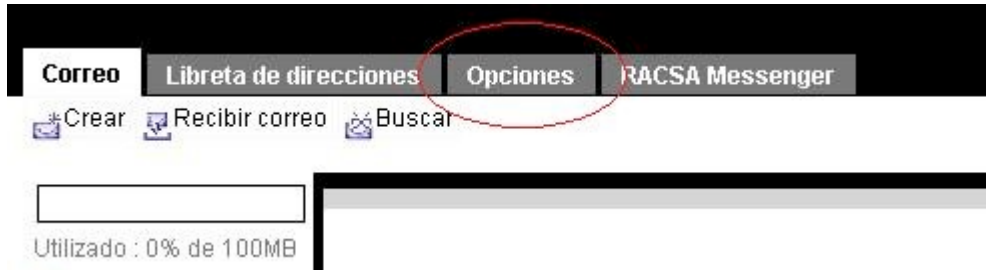 Correo Libreta de direcciones Opciones RACSA Messenger
Crear Recibir correo Buscar
Utilizado : 0% de 100MB